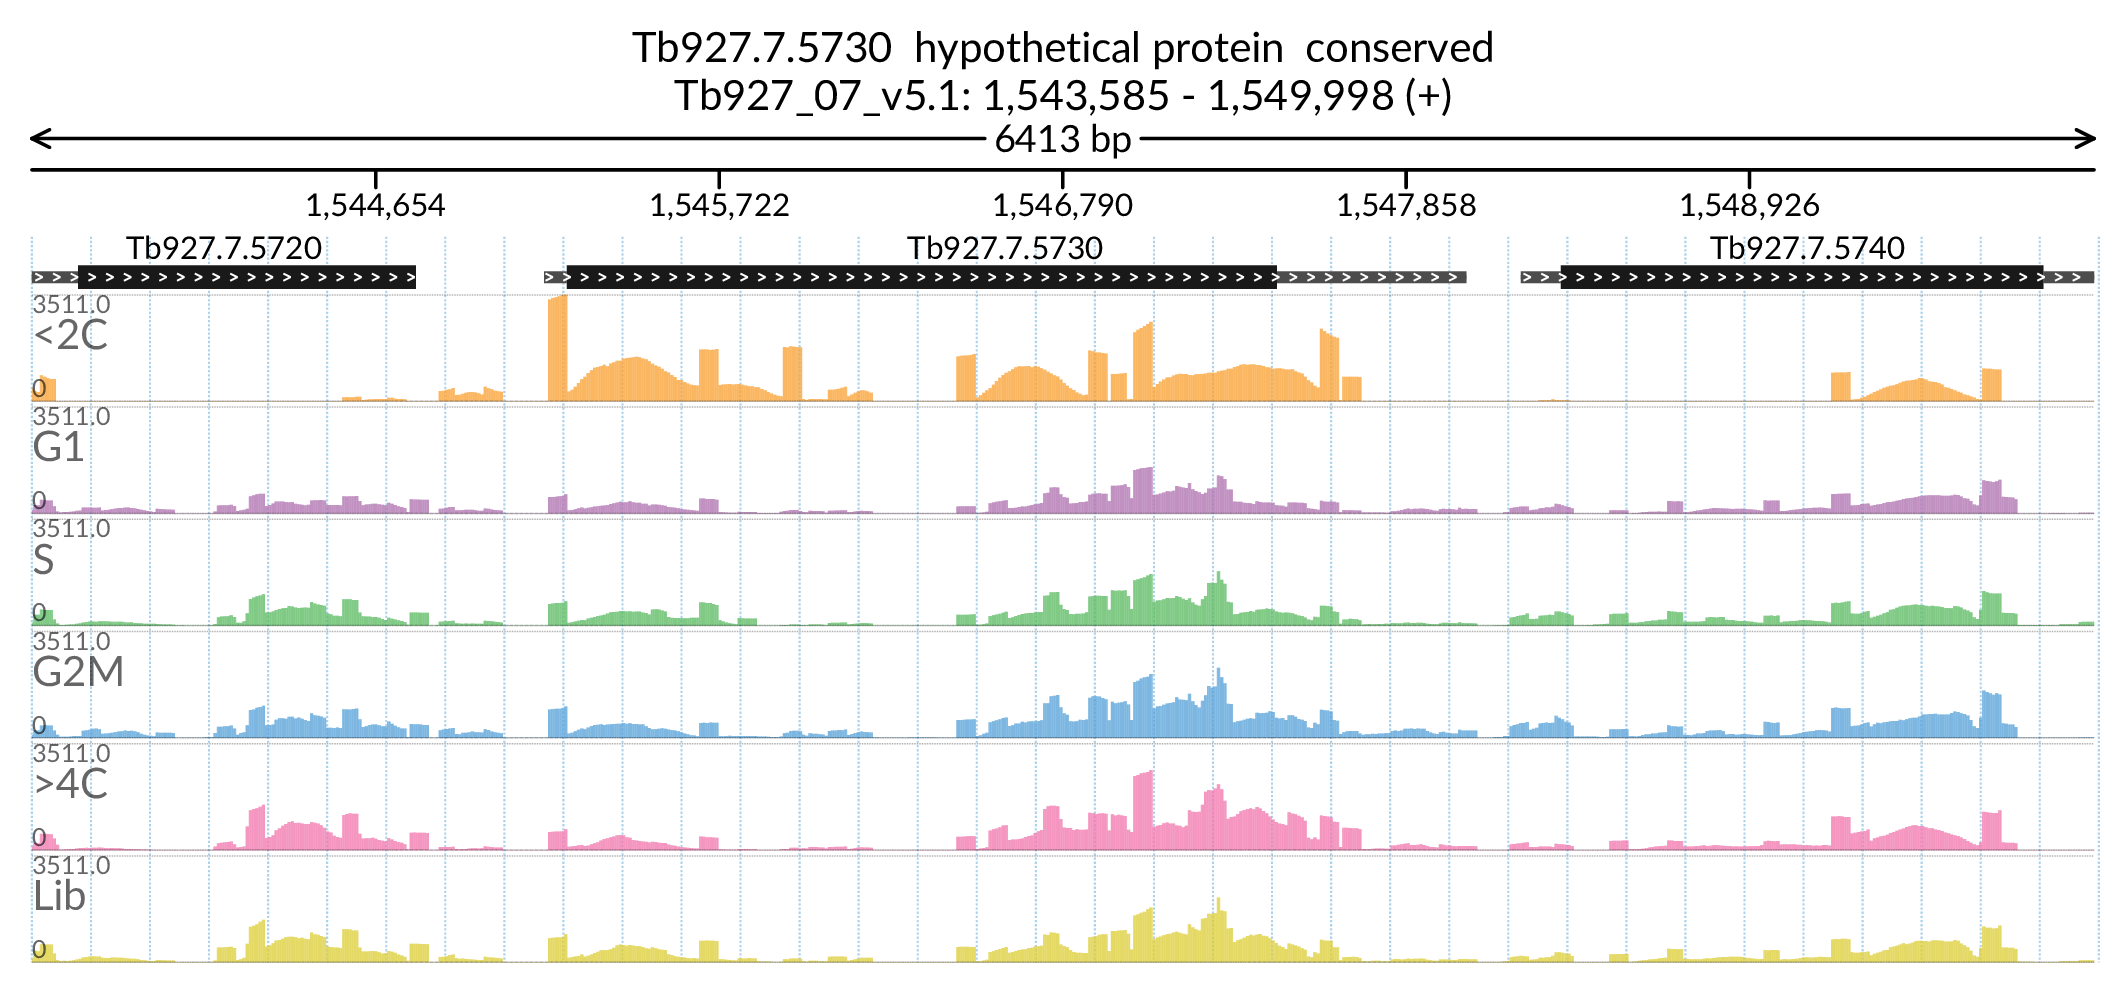 Tb927.7.5730 hypothetical protein conserved
Tb927_07_v5.1: 1,543,585 - 1,549,998 (+)
6413 bp
1,544,654 1,545,722 1,546,790 1,547,858 1,548,926
Tb927.7.5720 Tb927.7.5730 Tb927.7.5740
3511.0
<2C
0
3511.0
G1
0
3511.0
S
0
3511.0
G2M
0
3511.0
>4C
0
3511.0
Lib
0